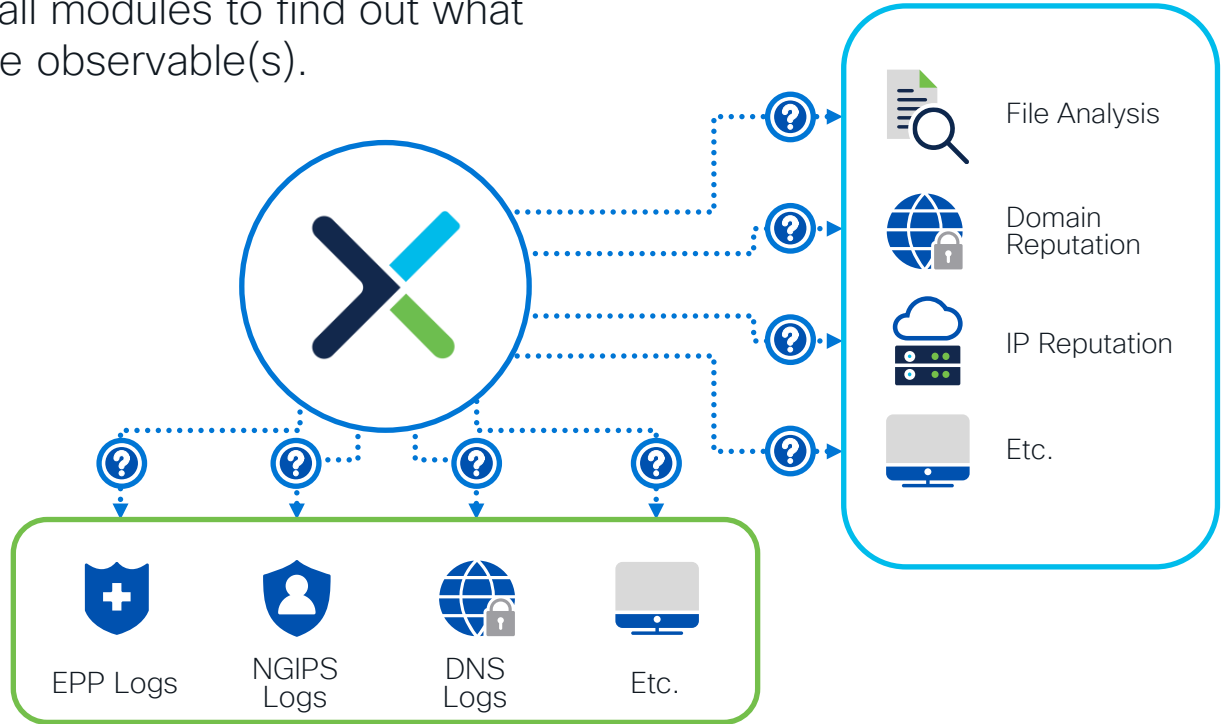 all modules to find out what
e observable(s).
File Analysis
Domain
Reputation
IP Reputation
Etc.
EPP Logs
NGIPS
Logs
DNS
Logs
Etc.